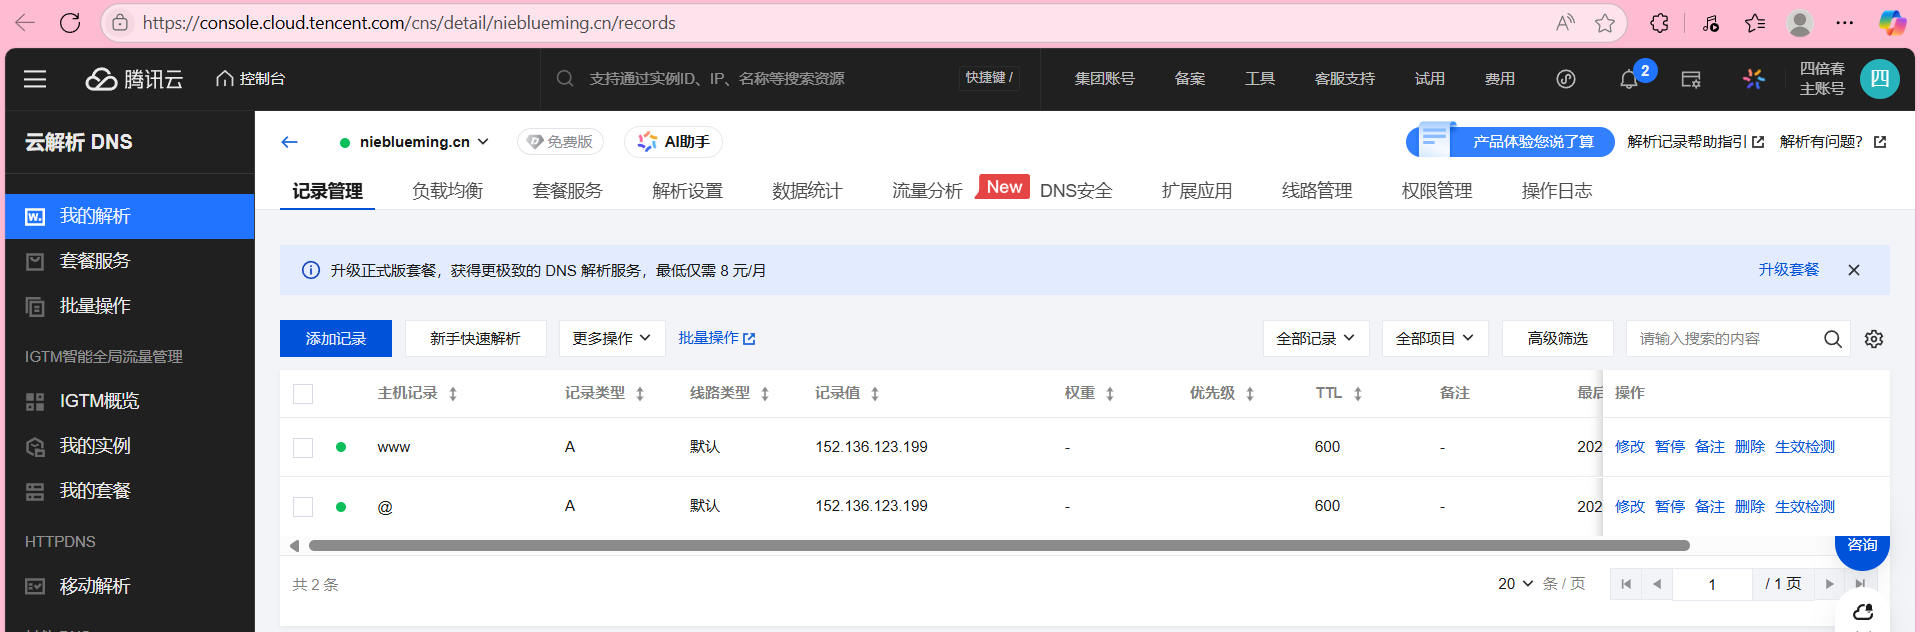 https://console.cloud.tencent.com/cns/detail/nieblueming.cn/records
腾讯云
控制台
支持通过实例ID、IP、名称等搜索资源
快捷键 /
集团账号
备案
工具
客服支持
试用
费用
2
四倍春
主账号
四
云解析 DNS
nieblueming.cn
免费版
AI助手
产品体验您说了算
解析记录帮助指引
解析有问题?
记录管理
负载均衡
套餐服务
解析设置
数据统计
流量分析
New
DNS安全
扩展应用
线路管理
权限管理
操作日志
我的解析
套餐服务
批量操作
IGTM智能全局流量管理
IGTM概览
我的实例
我的套餐
HTTPDNS
移动解析
升级正式版套餐，获得更极致的 DNS 解析服务，最低仅需 8 元/月
升级套餐
添加记录
新手快速解析
更多操作
批量操作
全部记录
全部项目
高级筛选
请输入搜索的内容
主机记录 记录类型 线路类型 记录值 权重 优先级 TTL 备注 最后 操作
www A 默认 152.136.123.199 - 600 - 202 修改 暂停 备注 删除 生效检测
@ A 默认 152.136.123.199 - 600 - 202 修改 暂停 备注 删除 生效检测
咨询
共 2 条
20 条 / 页
1 / 1 页